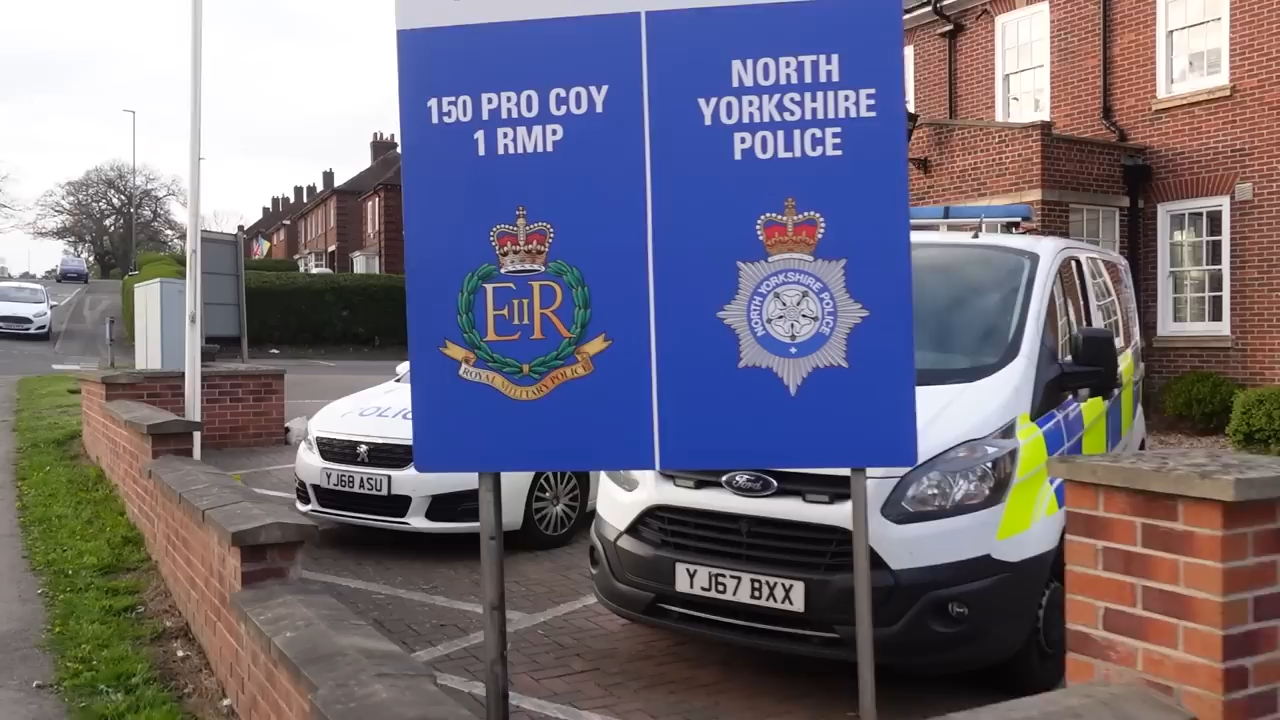 150 PRO COY
1 RMP
EIIR
ROYAL MILITARY POLICE
NORTH
YORKSHIRE
POLICE
NORTH YORKSHIRE POLICE
POLIC
YJ68 ASU
Ford
YJ67 BXX